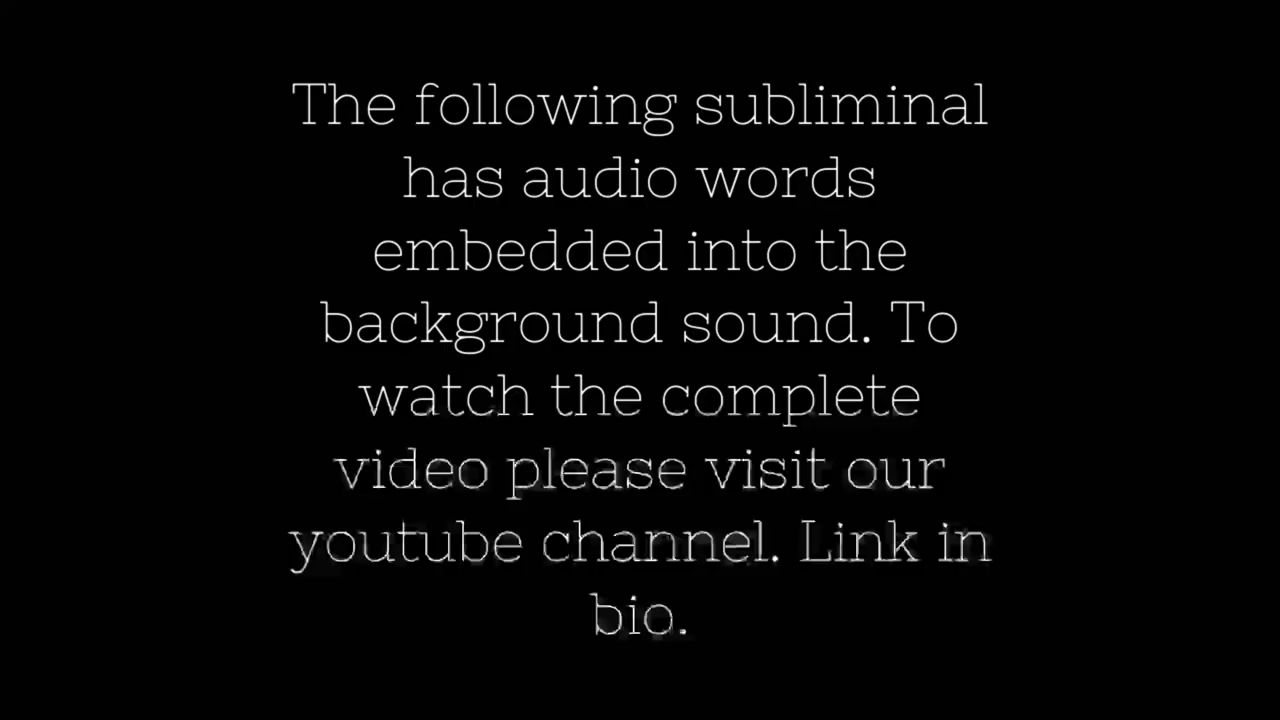 The following subliminal
has audio words
embedded into the
background sound. To
watch the complete
video please visit our
youtube channel. Link in
bio.